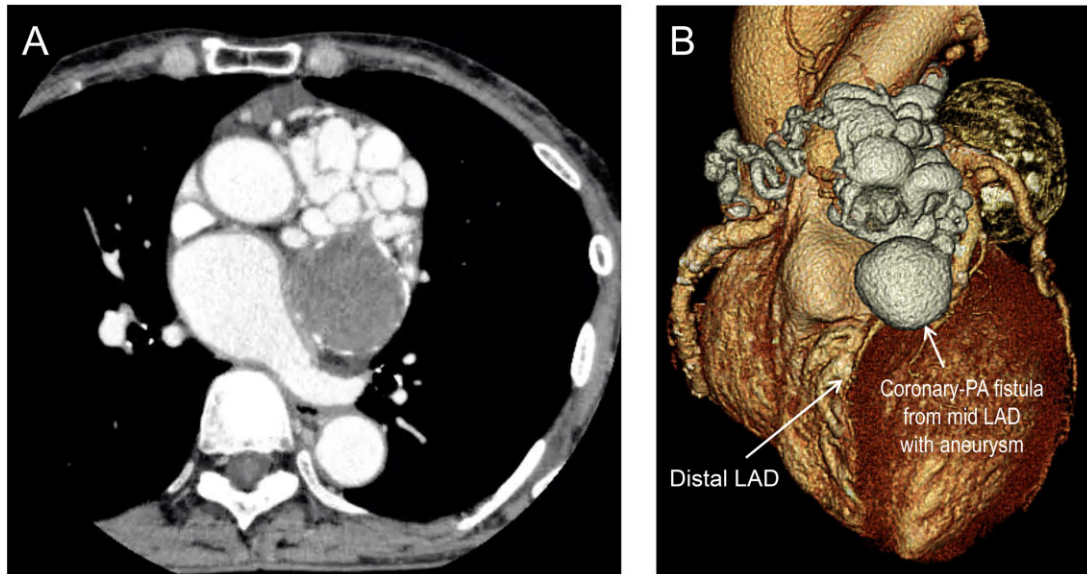 A
B
Coronary-PA fistula
from mid LAD
with aneurysm
Distal LAD